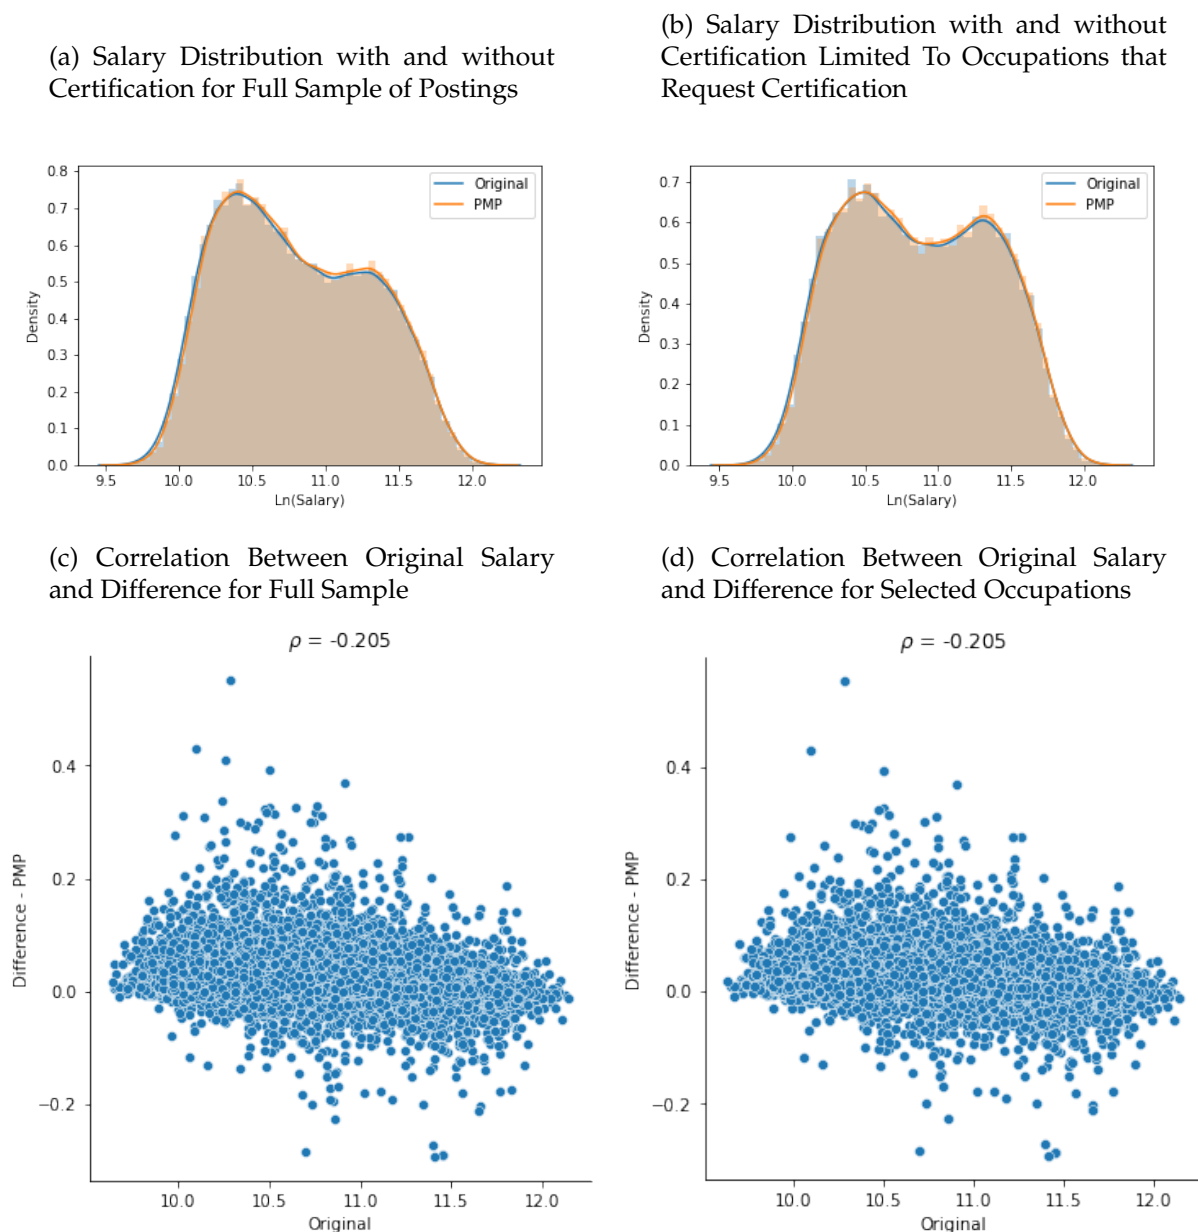 (a) Salary Distribution with and without
Certification for Full Sample of Postings
(b) Salary Distribution with and without
Certification Limited To Occupations that
Request Certification
0.8
0.7
0.6
0.5
0.4
0.3
0.2
0.1
0.0
Density
Original
PMP
9.5 10.0 10.5 11.0 11.5 12.0
Ln(Salary)
0.7
0.6
0.5
0.4
0.3
0.2
0.1
0.0
Density
Original
PMP
9.5 10.0 10.5 11.0 11.5 12.0
Ln(Salary)
(c) Correlation Between Original Salary
and Difference for Full Sample
(d) Correlation Between Original Salary
and Difference for Selected Occupations
ρ = -0.205
0.4
0.2
0.0
−0.2
Difference - PMP
10.0 10.5 11.0 11.5 12.0
Original
ρ = -0.205
0.4
0.2
0.0
−0.2
Difference - PMP
10.0 10.5 11.0 11.5 12.0
Original